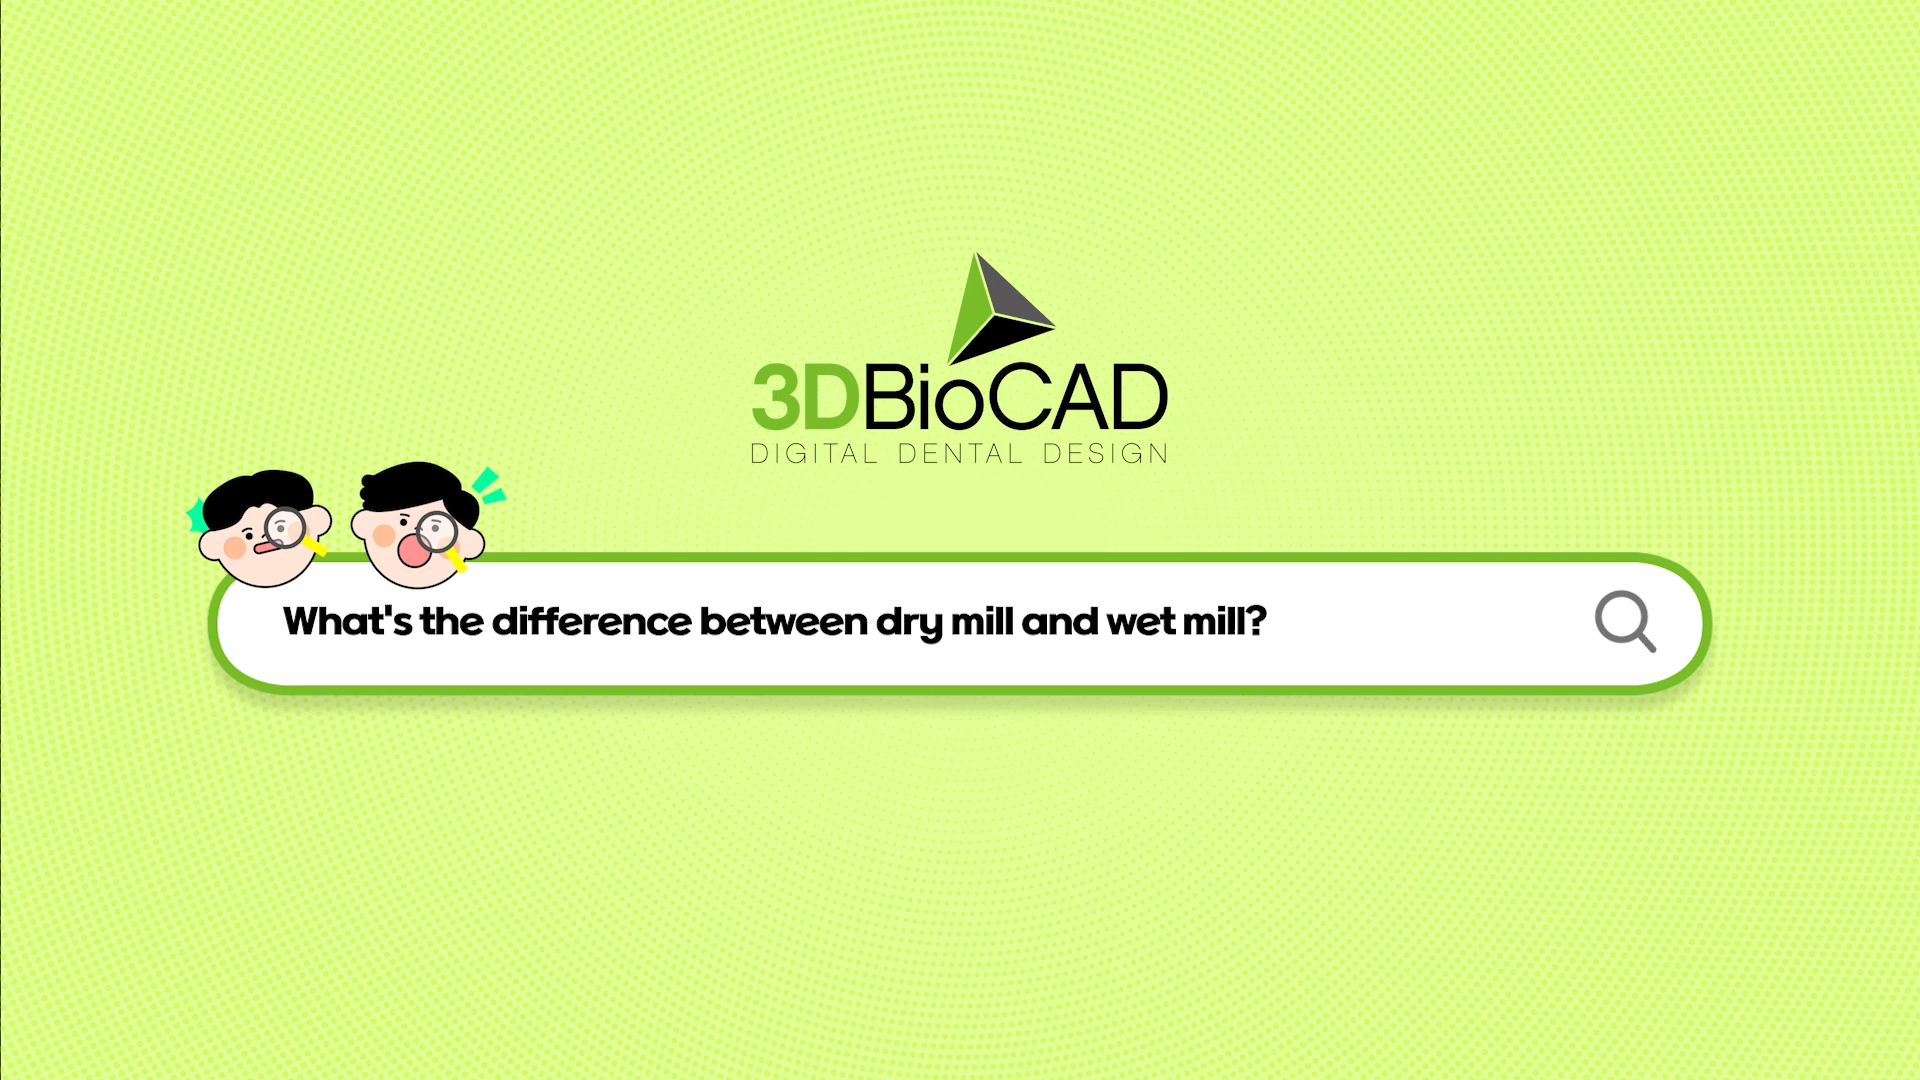 3DBioCAD
DIGITAL DENTAL DESIGN
What's the difference between dry mill and wet mill?